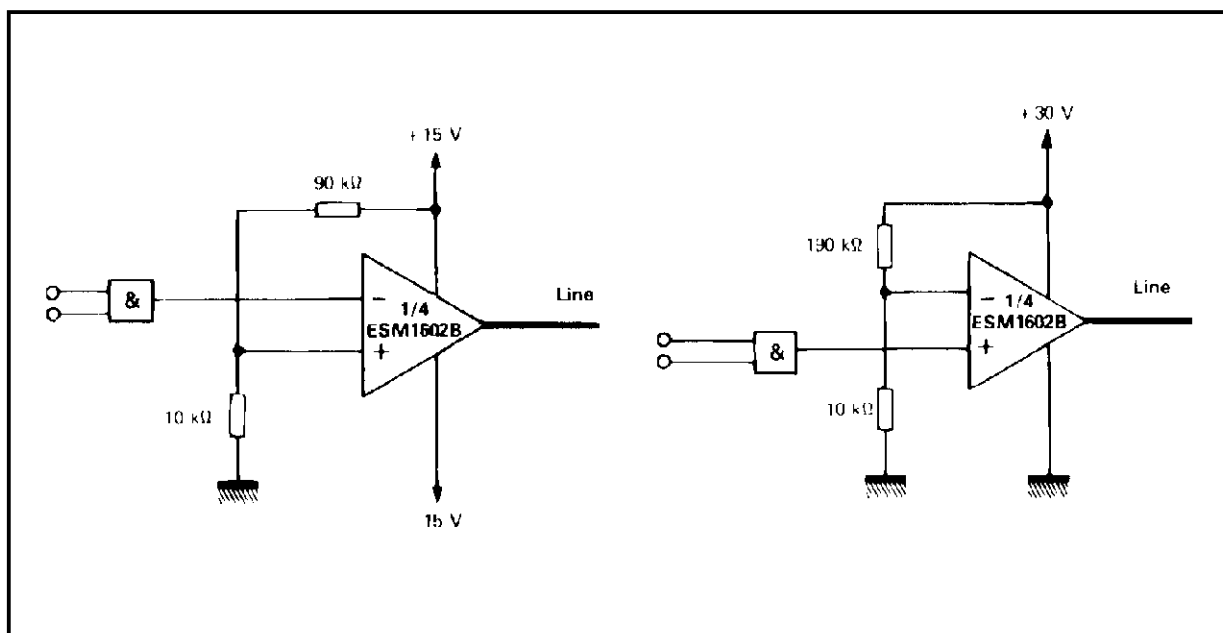 + 15 V
90 kΩ
&
−
1/4
ESM1602B
+
Line
10 kΩ
15 V
+ 30 V
190 kΩ
−
1/4
ESM1602B
+
Line
&
10 kΩ